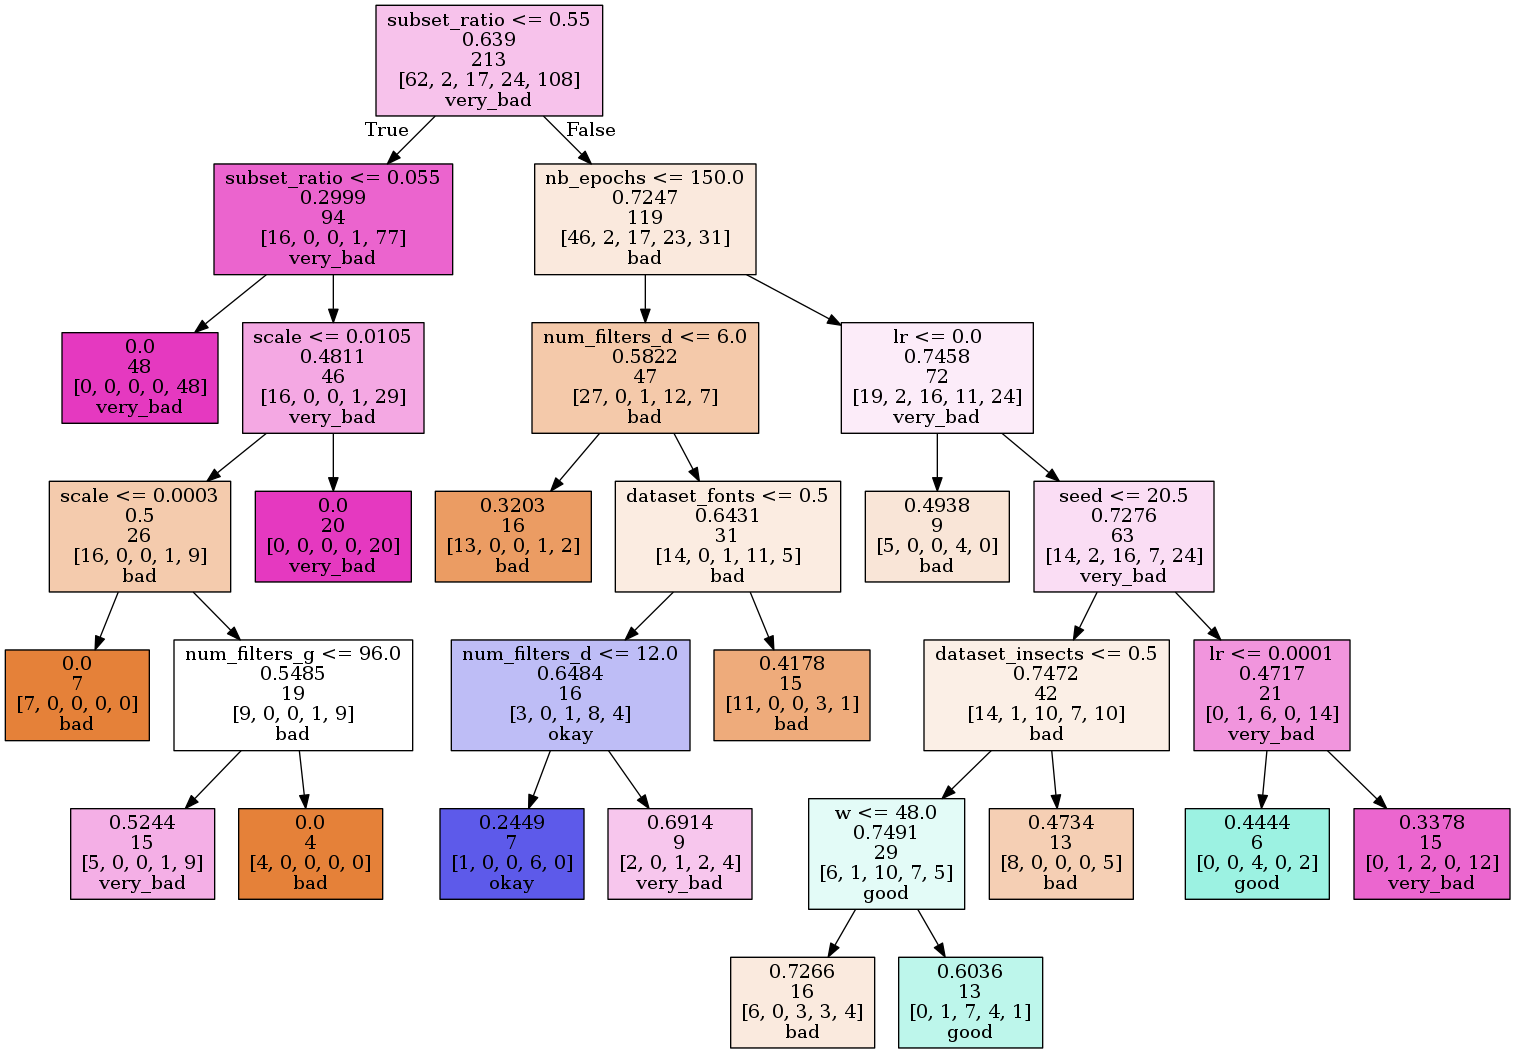 subset_ratio <= 0.55
0.639
213
[62, 2, 17, 24, 108]
very_bad
True
False
subset_ratio <= 0.055
0.2999
94
[16, 0, 0, 1, 77]
very_bad
nb_epochs <= 150.0
0.7247
119
[46, 2, 17, 23, 31]
bad
0.0
48
[0, 0, 0, 0, 48]
very_bad
scale <= 0.0105
0.4811
46
[16, 0, 0, 1, 29]
very_bad
num_filters_d <= 6.0
0.5822
47
[27, 0, 1, 12, 7]
bad
lr <= 0.0
0.7458
72
[19, 2, 16, 11, 24]
very_bad
scale <= 0.0003
0.5
26
[16, 0, 0, 1, 9]
bad
0.0
20
[0, 0, 0, 0, 20]
very_bad
0.3203
16
[13, 0, 0, 1, 2]
bad
dataset_fonts <= 0.5
0.6431
31
[14, 0, 1, 11, 5]
bad
0.4938
9
[5, 0, 0, 4, 0]
bad
seed <= 20.5
0.7276
63
[14, 2, 16, 7, 24]
very_bad
0.0
7
[7, 0, 0, 0, 0]
bad
num_filters_g <= 96.0
0.5485
19
[9, 0, 0, 1, 9]
bad
num_filters_d <= 12.0
0.6484
16
[3, 0, 1, 8, 4]
okay
0.4178
15
[11, 0, 0, 3, 1]
bad
dataset_insects <= 0.5
0.7472
42
[14, 1, 10, 7, 10]
bad
lr <= 0.0001
0.4717
21
[0, 1, 6, 0, 14]
very_bad
0.5244
15
[5, 0, 0, 1, 9]
very_bad
0.0
4
[4, 0, 0, 0, 0]
bad
0.2449
7
[1, 0, 0, 6, 0]
okay
0.6914
9
[2, 0, 1, 2, 4]
very_bad
w <= 48.0
0.7491
29
[6, 1, 10, 7, 5]
good
0.4734
13
[8, 0, 0, 0, 5]
bad
0.4444
6
[0, 0, 4, 0, 2]
good
0.3378
15
[0, 1, 2, 0, 12]
very_bad
0.7266
16
[6, 0, 3, 3, 4]
bad
0.6036
13
[0, 1, 7, 4, 1]
good